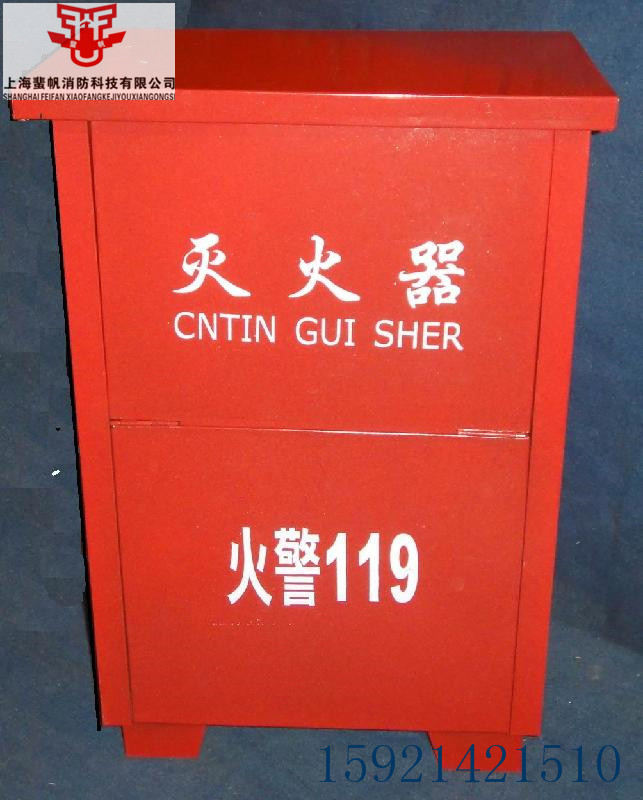 上海蜚帆消防科技有限公司
SHANGHAI FEIFAN XIAOFANGKEJIYOUXIANGONGSI
灭火器
CNTIN GUI SHER
火警119
15921421510